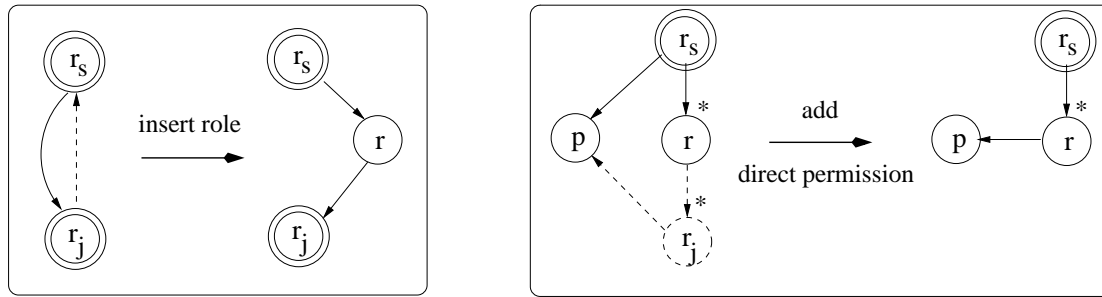 r_s
r_s
insert role
r
r_j
r_j
r_s
r_s
*
*
add
p
r
p
r
direct permission
*
r_j